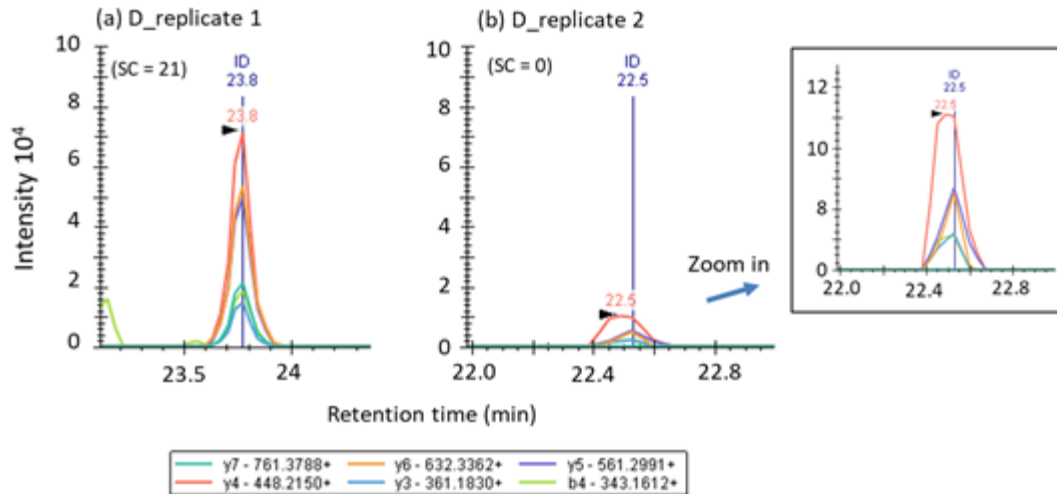 (a) D_replicate 1
(b) D_replicate 2
Intensity 10⁴
10
8
6
4
2
0
(SC = 21)
ID
23.8
23.8
23.5
24
10
8
6
4
2
0
(SC = 0)
ID
22.5
22.5
22.0
22.4
22.8
Zoom in
12
10
8
0
ID
22.5
22.5
22.0
22.4
22.8
Retention time (min)
y7 - 761.3788+ y6 - 632.3362+ y5 - 561.2991+
y4 - 448.2150+ y3 - 361.1830+ b4 - 343.1612+